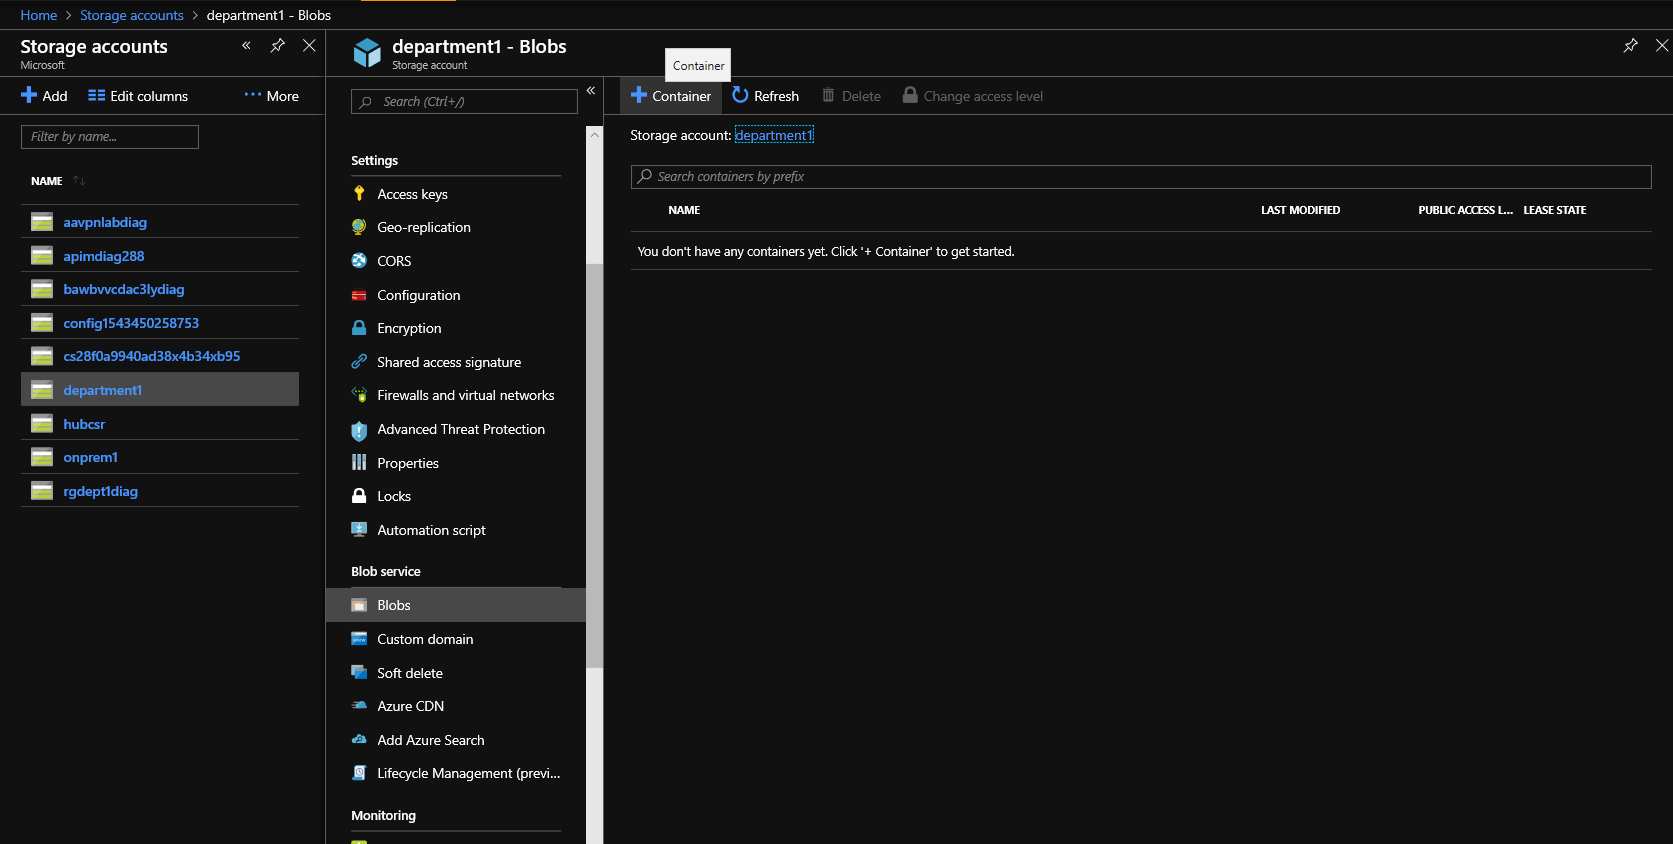 Home > Storage accounts > department1 - Blobs
Storage accounts
Microsoft
Add
Edit columns
More
Filter by name...
NAME
aavpnlabdiag
apimdiag288
bawbvvcdac3lydiag
config1543450258753
cs28f0a9940ad38x4b34xb95
department1
hubcsr
onprem1
rgdept1diag
department1 - Blobs
Storage account
Search (Ctrl+/)
Settings
Access keys
Geo-replication
CORS
Configuration
Encryption
Shared access signature
Firewalls and virtual networks
Advanced Threat Protection
Properties
Locks
Automation script
Blob service
Blobs
Custom domain
Soft delete
Azure CDN
Add Azure Search
Lifecycle Management (previ...
Monitoring
Container
Container
Refresh
Delete
Change access level
Storage account: department1
Search containers by prefix
NAME LAST MODIFIED PUBLIC ACCESS L... LEASE STATE
You don't have any containers yet. Click '+ Container' to get started.